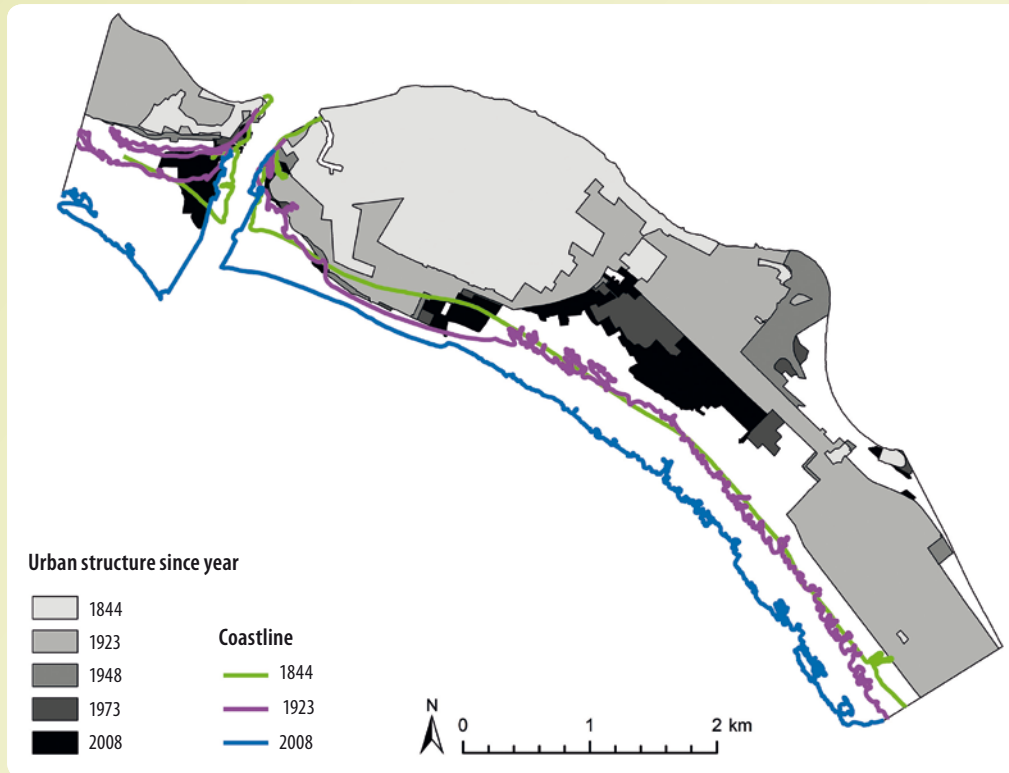 Urban structure since year
1844
1923
1948
1973
2008
Coastline
1844
1923
2008
N
0 1 2 km